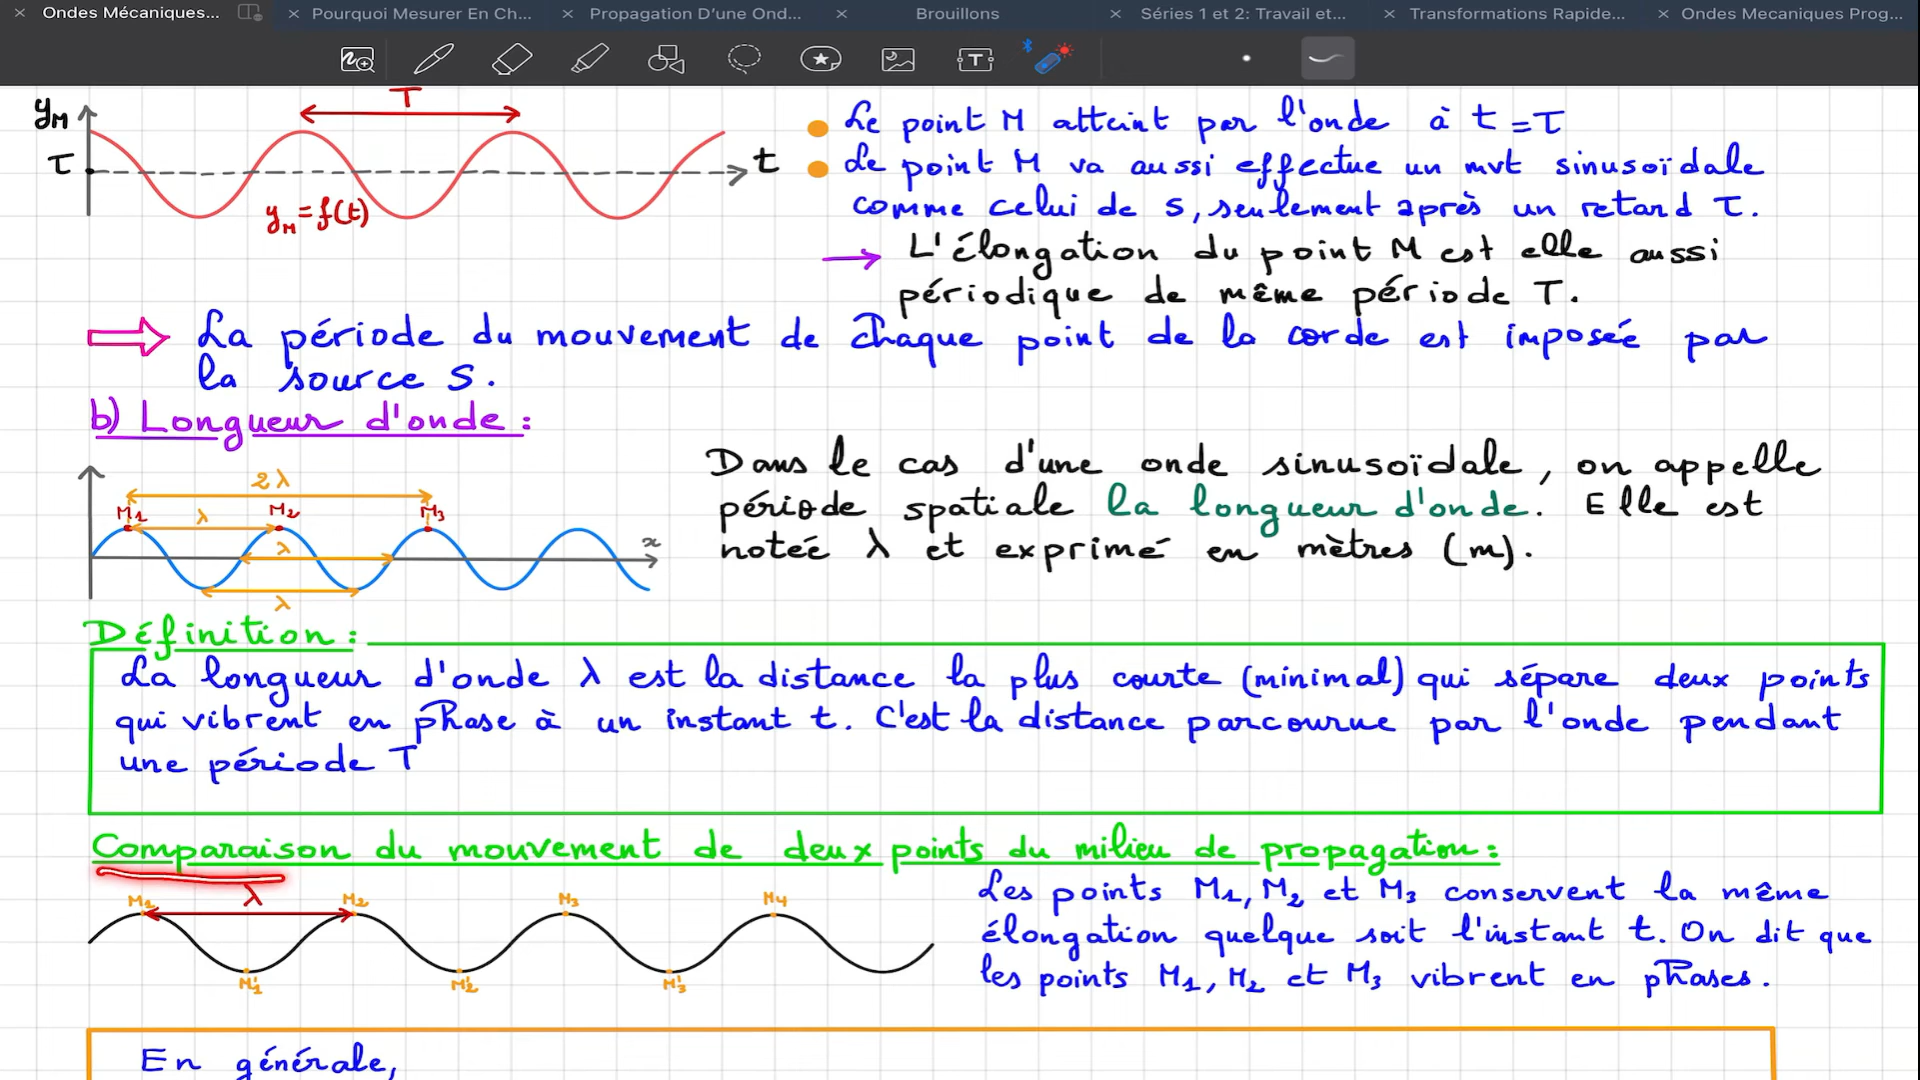 Ondes Mécaniques...
Pourquoi Mesurer En Ch...
Propagation D'une Ond...
Brouillons
Séries 1 et 2: Travail et...
Transformations Rapide...
Ondes Mecaniques Prog...
T
yM
τ
t
yM = f(t)
Le point M atteint par l'onde à t = τ
Le point M va aussi effectue un mvt sinusoïdale
comme celui de S, seulement après un retard τ.
→ L'élongation du point M est elle aussi
périodique de même période T.
⇒ La période du mouvement de chaque point de la corde est imposée par
la source S.
b) Longueur d'onde :
2λ
M1 λ M2 M3
λ
x
λ
Dans le cas d'une onde sinusoïdale, on appelle
période spatiale la longueur d'onde. Elle est
notée λ et exprimé en mètres (m).
Définition :
La longueur d'onde λ est la distance la plus courte (minimal) qui sépare deux points
qui vibrent en phase à un instant t. C'est la distance parcourue par l'onde pendant
une période T
Comparaison du mouvement de deux points du milieu de propagation :
M1 λ M2 M3 M4
M'1 M'2 M'3
Les points M1, M2 et M3 conservent la même
élongation quelque soit l'instant t. On dit que
les points M1, M2 et M3 vibrent en phases.
En générale,